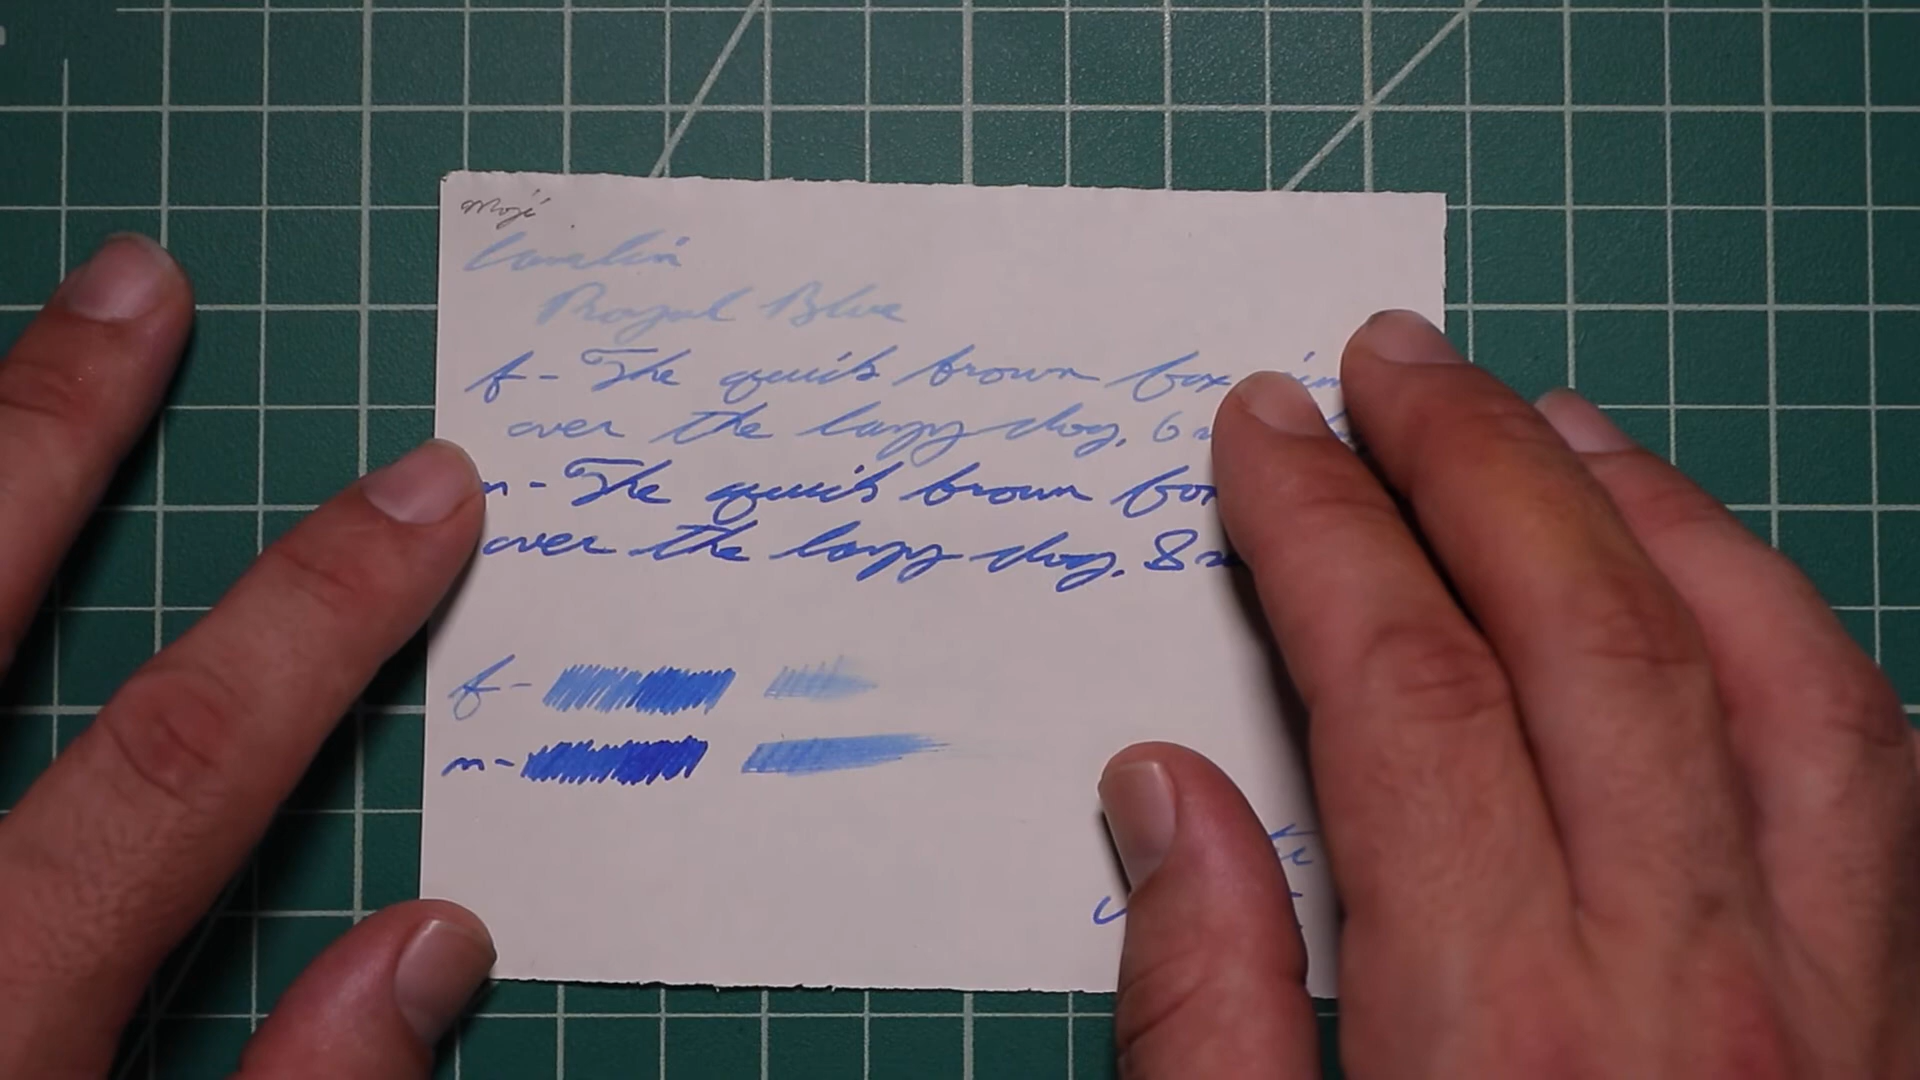 Moji
Royal Blue
f - The quick brown fox
over the lazy dog. 6
m - The quick brown fox
over the lazy dog. 8
f -
m -